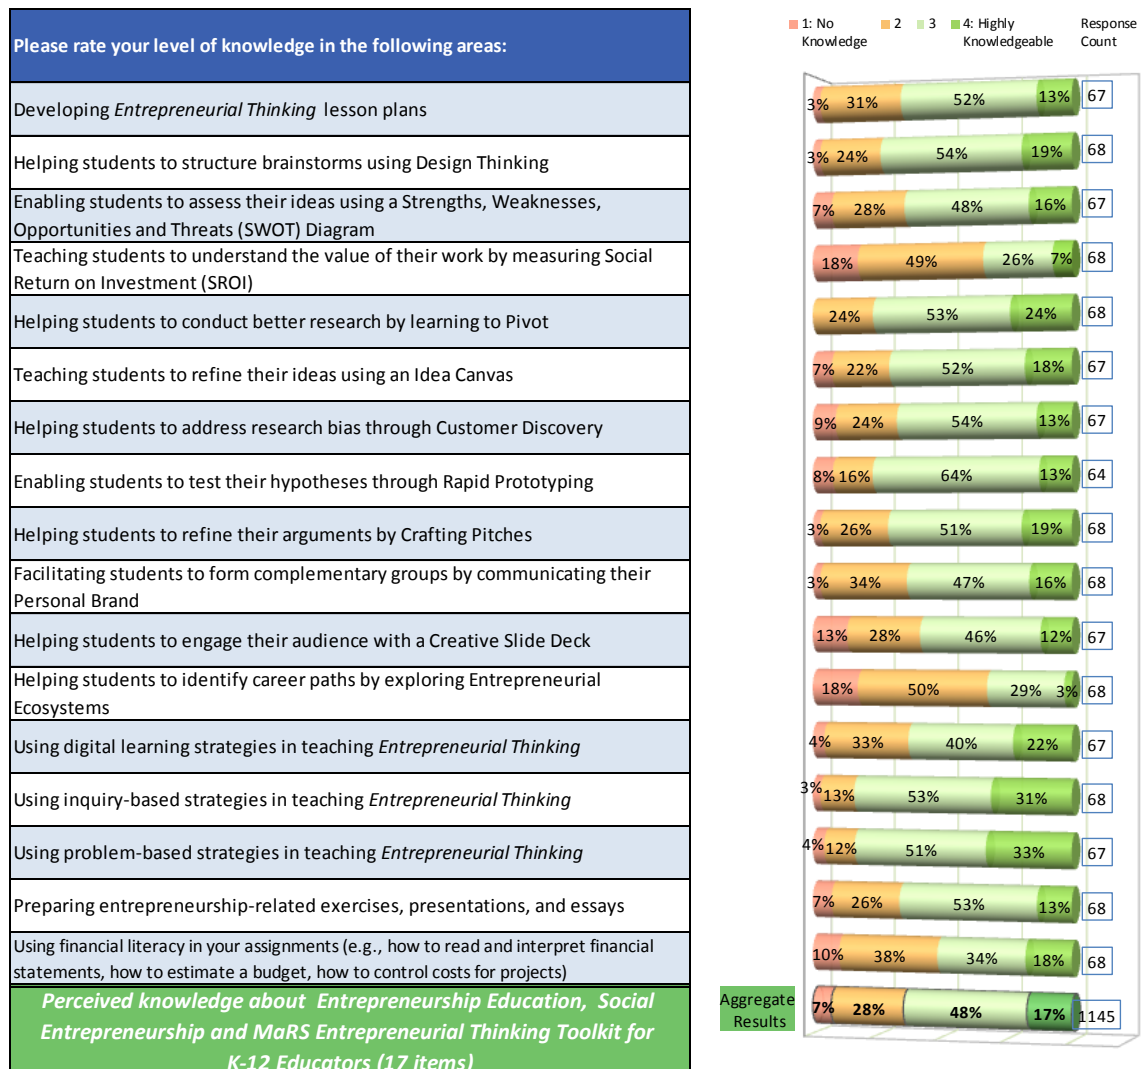 Please rate your level of knowledge in the following areas:
1: No Knowledge
2
3
4: Highly Knowledgeable
Response Count
Developing Entrepreneurial Thinking lesson plans
3% 31% 52% 13% 67
Helping students to structure brainstorms using Design Thinking
3% 24% 54% 19% 68
Enabling students to assess their ideas using a Strengths, Weaknesses,
Opportunities and Threats (SWOT) Diagram
7% 28% 48% 16% 67
Teaching students to understand the value of their work by measuring Social
Return on Investment (SROI)
18% 49% 26% 7% 68
Helping students to conduct better research by learning to Pivot
24% 53% 24% 68
Teaching students to refine their ideas using an Idea Canvas
7% 22% 52% 18% 67
Helping students to address research bias through Customer Discovery
9% 24% 54% 13% 67
Enabling students to test their hypotheses through Rapid Prototyping
8% 16% 64% 13% 64
Helping students to refine their arguments by Crafting Pitches
3% 26% 51% 19% 68
Facilitating students to form complementary groups by communicating their
Personal Brand
3% 34% 47% 16% 68
Helping students to engage their audience with a Creative Slide Deck
13% 28% 46% 12% 67
Helping students to identify career paths by exploring Entrepreneurial
Ecosystems
18% 50% 29% 3% 68
Using digital learning strategies in teaching Entrepreneurial Thinking
4% 33% 40% 22% 67
Using inquiry-based strategies in teaching Entrepreneurial Thinking
3% 13% 53% 31% 68
Using problem-based strategies in teaching Entrepreneurial Thinking
4% 12% 51% 33% 67
Preparing entrepreneurship-related exercises, presentations, and essays
7% 26% 53% 13% 68
Using financial literacy in your assignments (e.g., how to read and interpret financial
statements, how to estimate a budget, how to control costs for projects)
10% 38% 34% 18% 68
Perceived knowledge about Entrepreneurship Education, Social
Entrepreneurship and MaRS Entrepreneurial Thinking Toolkit for
K-12 Educators (17 items)
Aggregate
Results
7% 28% 48% 17% 1145